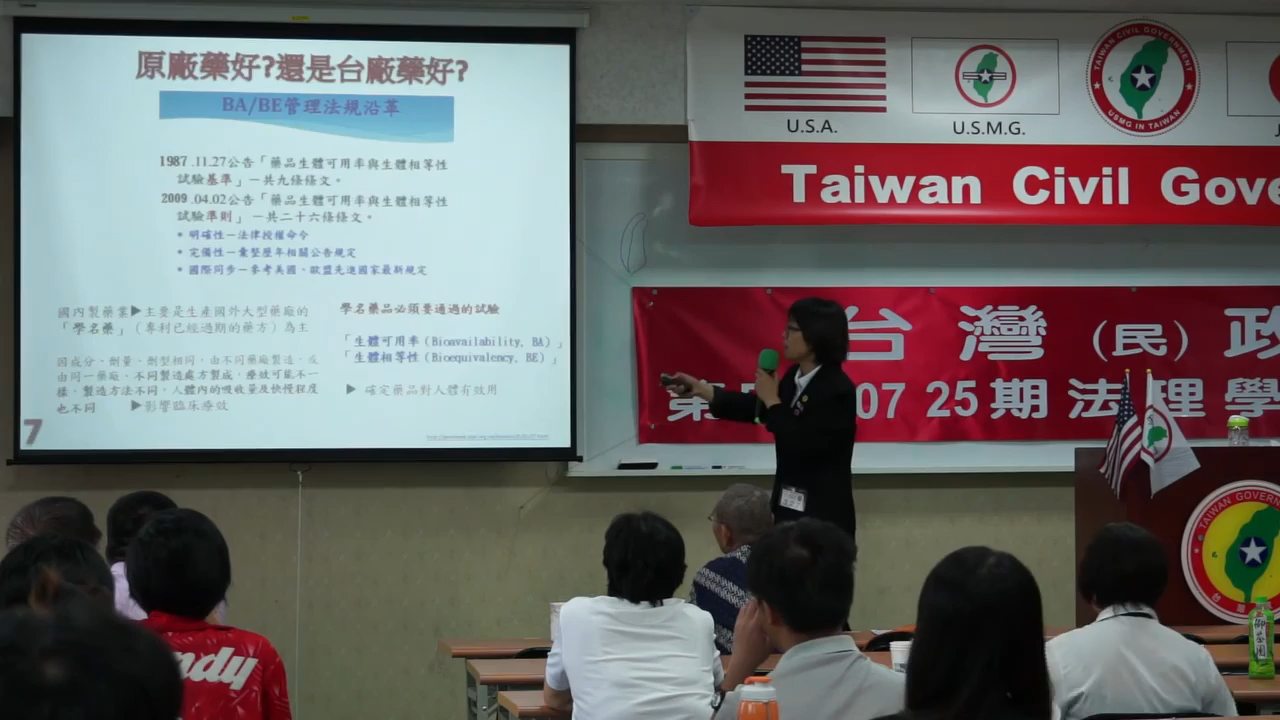 原廠藥好?還是台廠藥好?
BA/BE管理法規沿革
1987 .11.27公告「藥品生體可用率與生體相等性
試驗基準」－共九條條文。
2009 .04.02公告「藥品生體可用率與生體相等性
試驗準則」－共二十六條條文。
• 明確性－法律授權命令
• 完備性－彙整歷年相關公告規定
• 國際同步－參考美國、歐盟先進國家最新規定
國內製藥業▶主要是生產國外大型藥廠的
「學名藥」（專利已經過期的藥方）為主
因成分、劑量、劑型相同，由不同藥廠製造，或
由同一藥廠、不同製造處方製成，療效可能不一
樣，製造方法不同，人體內的吸收量及快慢程度
也不同 ▶影響臨床療效
學名藥品必須要通過的試驗
「生體可用率（Bioavailability, BA）」
「生體相等性（Bioequivalency, BE）」
▶ 確定藥品對人體有效用
7
U.S.A.
U.S.M.G.
TAIWAN CIVIL GOVERNMENT
USMG IN TAIWAN
J
Taiwan Civil Gove
台灣（民）政
第
07 25期法理學
TAIWAN GOVERN
台
ndy
御茶園